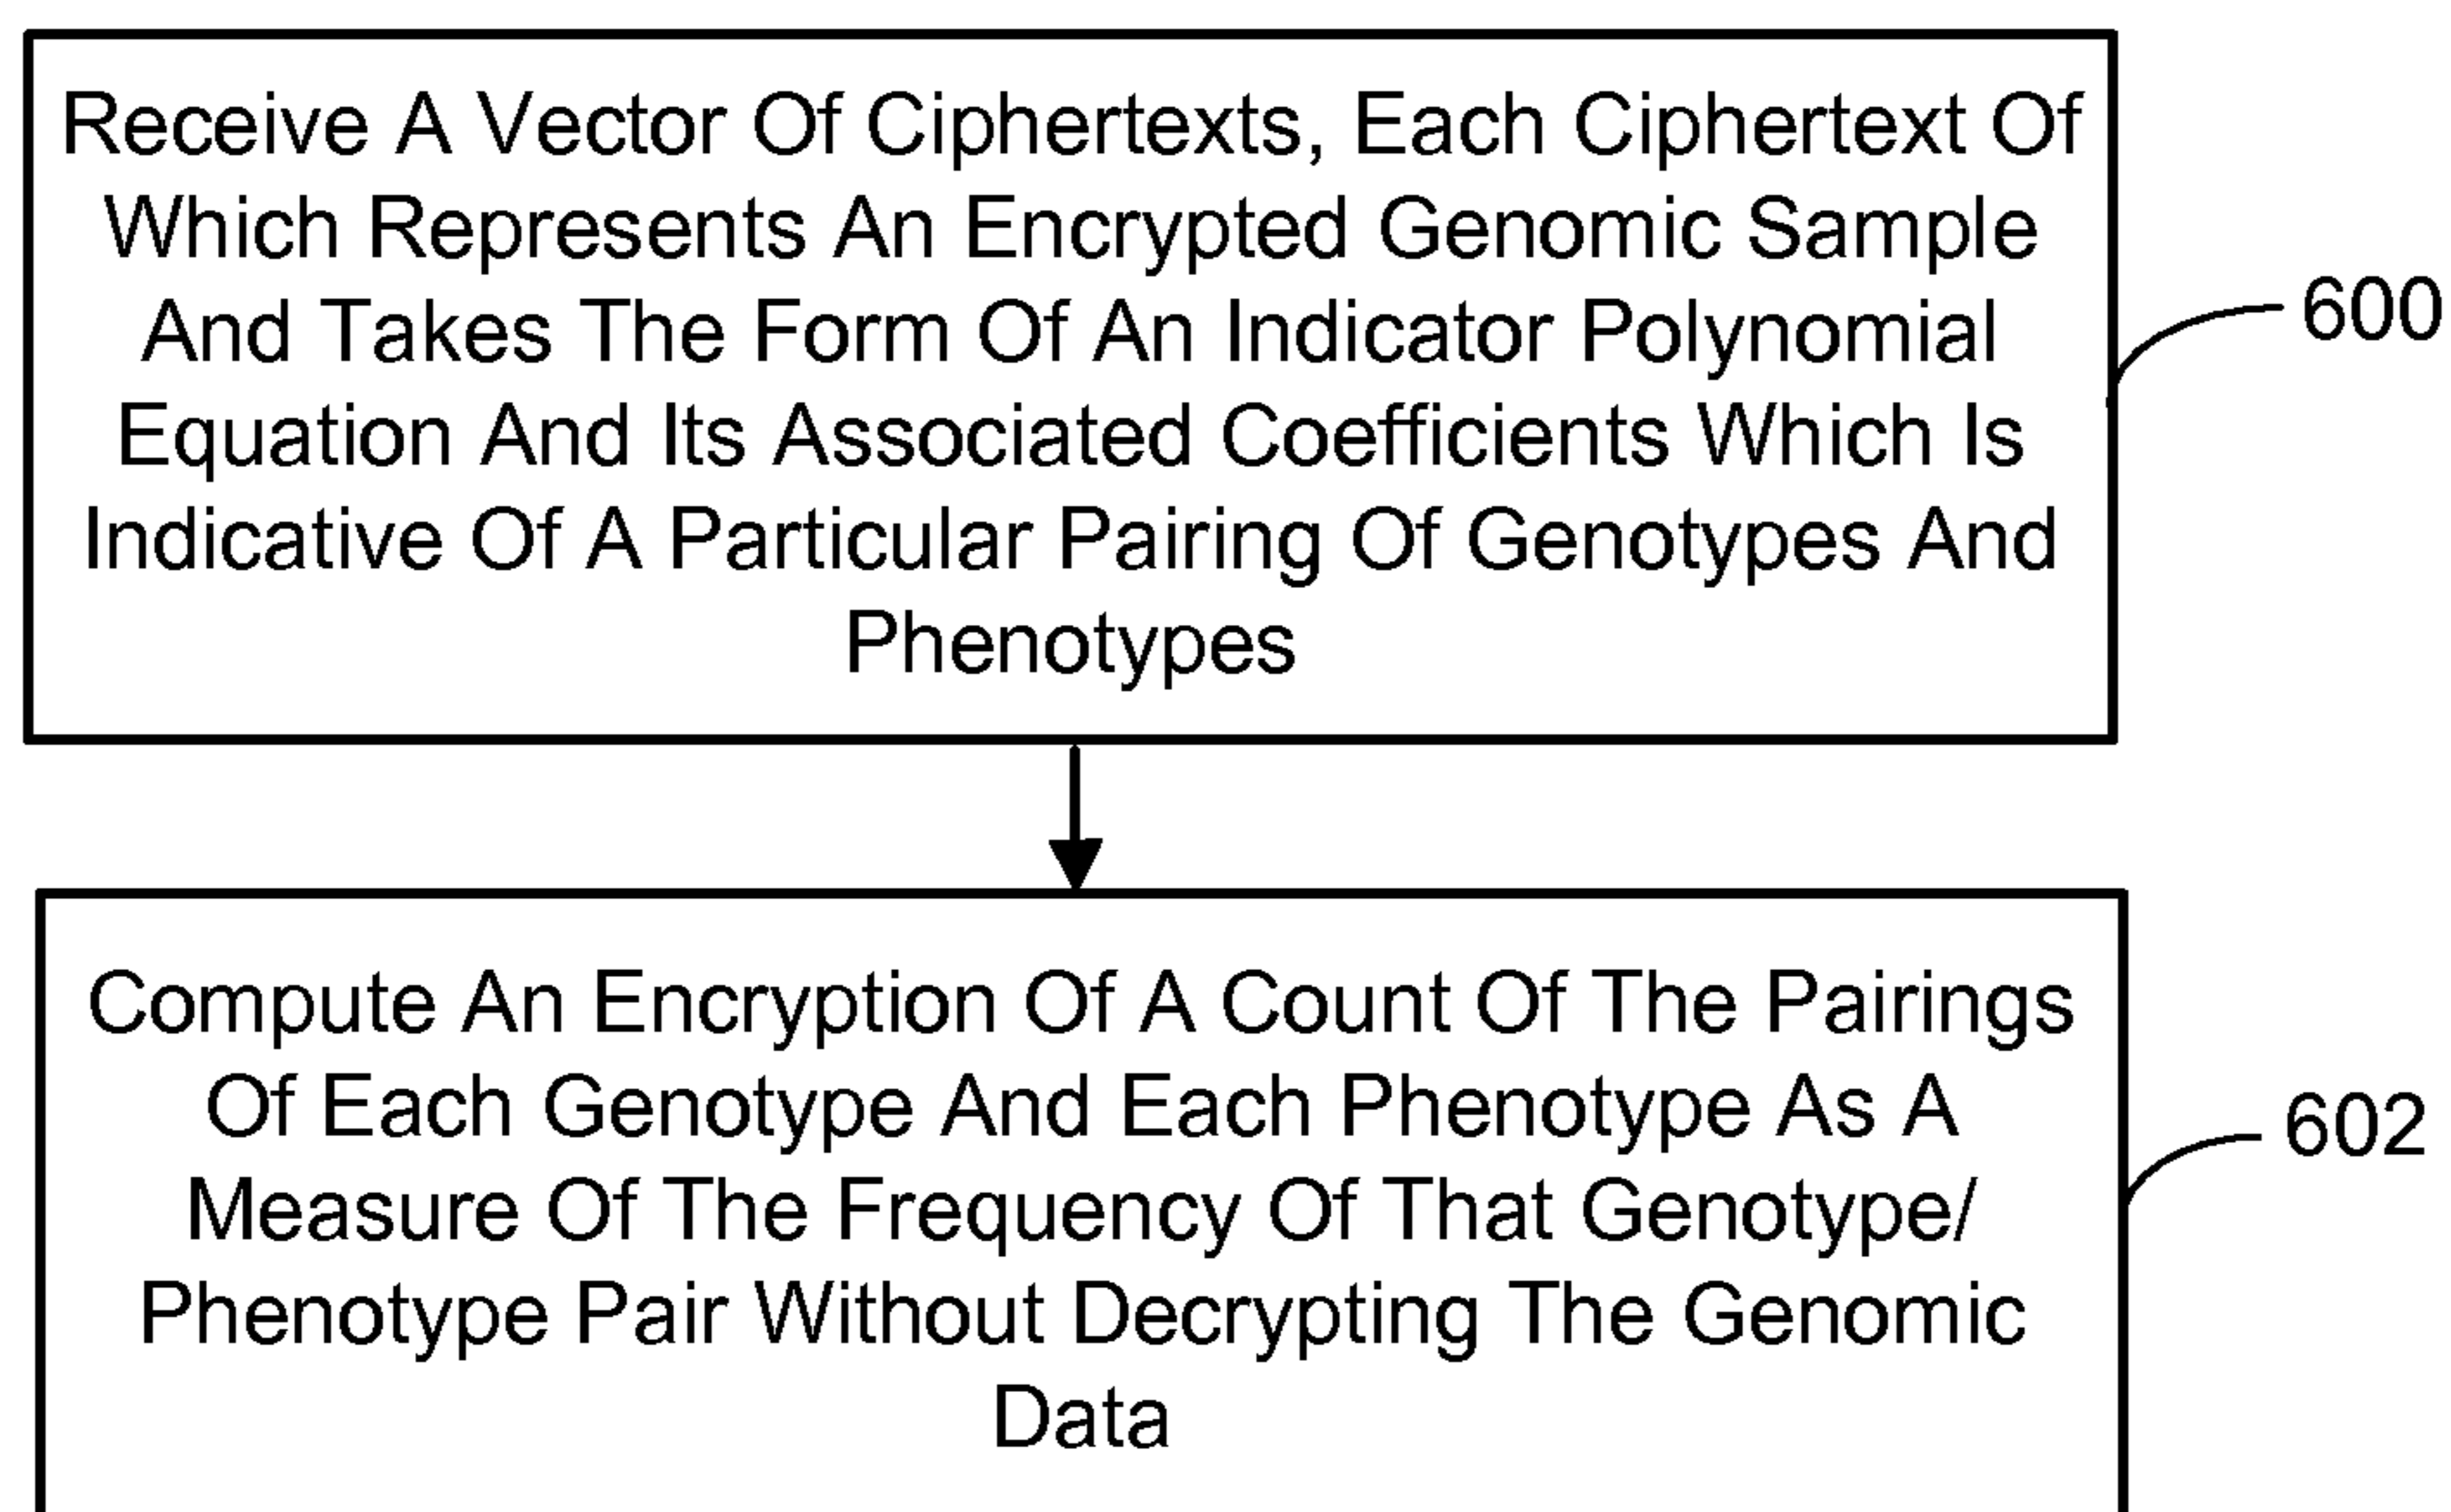 Receive A Vector Of Ciphertexts, Each Ciphertext Of
Which Represents An Encrypted Genomic Sample
And Takes The Form Of An Indicator Polynomial
Equation And Its Associated Coefficients Which Is
Indicative Of A Particular Pairing Of Genotypes And
Phenotypes
600
Compute An Encryption Of A Count Of The Pairings
Of Each Genotype And Each Phenotype As A
Measure Of The Frequency Of That Genotype/
Phenotype Pair Without Decrypting The Genomic
Data
602